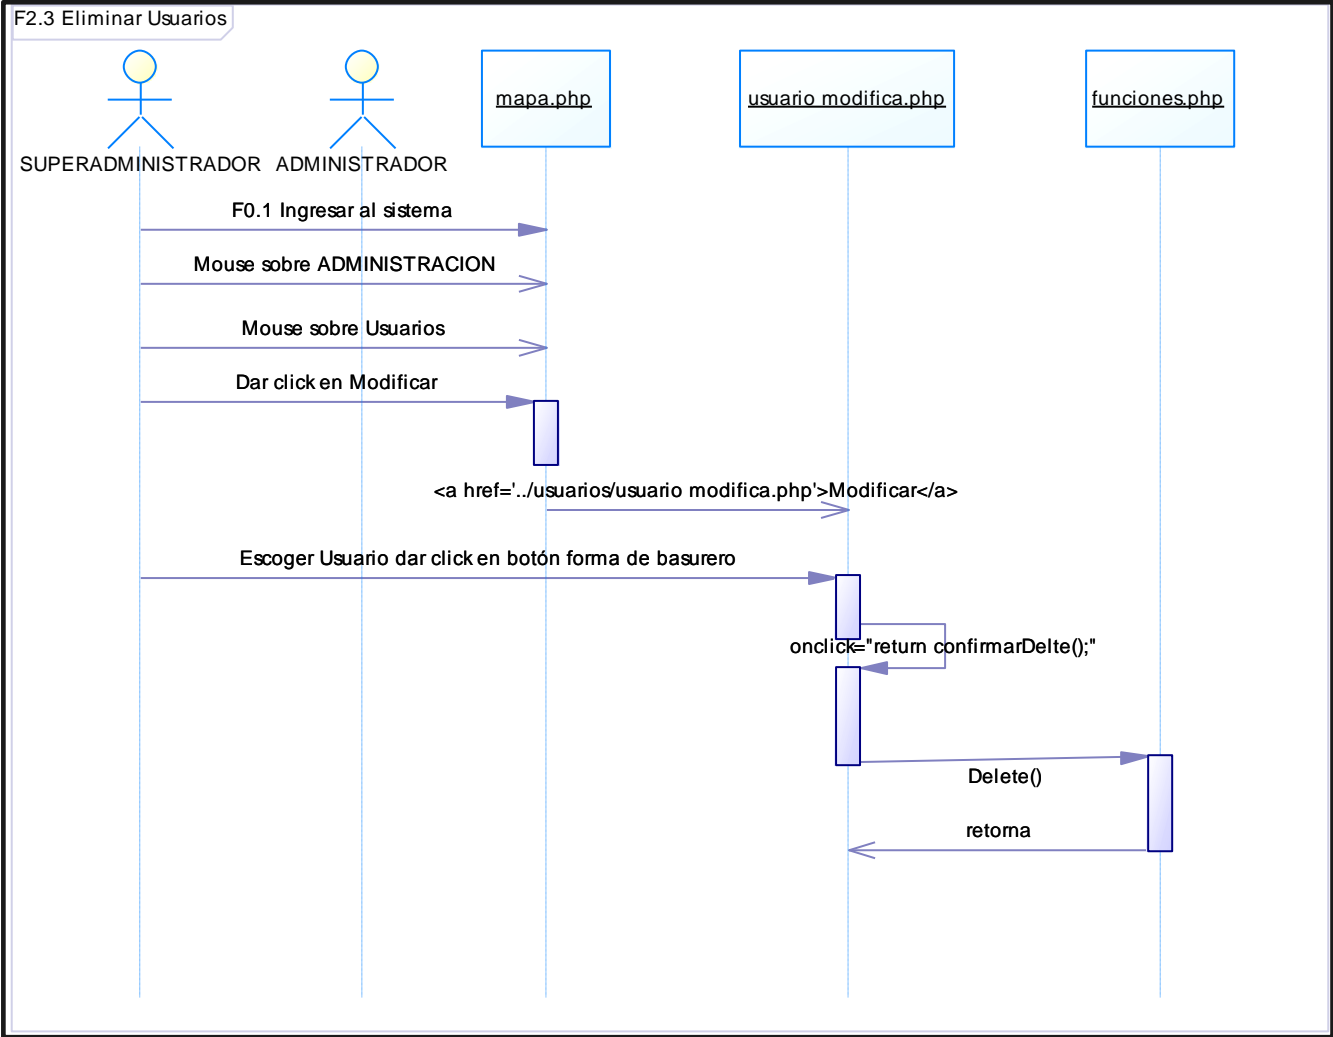 F2.3 Eliminar Usuarios
mapa.php
usuario modifica.php
funciones.php
SUPERADMINISTRADOR
ADMINISTRADOR
F0.1 Ingresar al sistema
Mouse sobre ADMINISTRACION
Mouse sobre Usuarios
Dar click en Modificar
<a href='../usuarios/usuario modifica.php'>Modificar</a>
Escoger Usuario dar click en botón forma de basurero
onclick="return confirmarDelte();"
Delete()
retorna